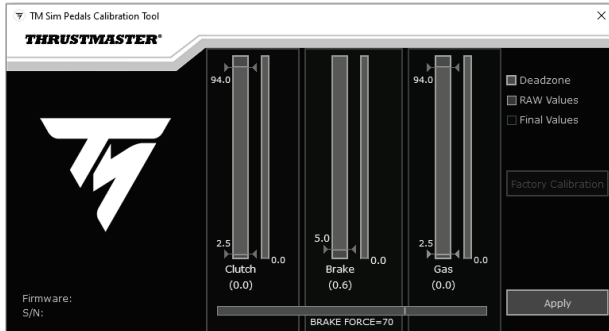 TM Sim Pedals Calibration Tool
THRUSTMASTER®
94.0
94.0
Deadzone
RAW Values
Final Values
Factory Calibration
2.5
0.0
5.0
0.0
2.5
0.0
Clutch
Brake
Gas
(0.0)
(0.6)
(0.0)
Firmware:
S/N:
Apply
BRAKE FORCE=70